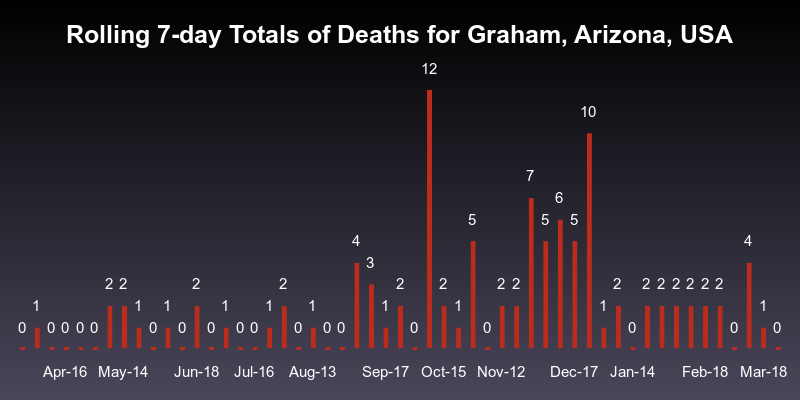 Rolling 7-day Totals of Deaths for Graham, Arizona, USA
12
10
7
6
5 5 5
4 3 4
2 2 2 2 2 2 2 2 2 2 2 2 2 2 2
1 1 1 1 1 1 1 1 1 1
0 0 0 0 0 0 0 0 0 0 0 0 0 0 0 0 0 0
Apr-16 May-14 Jun-18 Jul-16 Aug-13 Sep-17 Oct-15 Nov-12 Dec-17 Jan-14 Feb-18 Mar-18